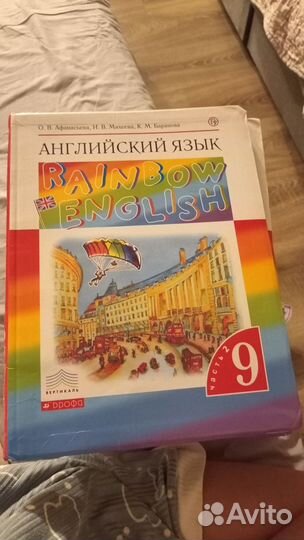 О. В. Афанасьева, И. В. Михеева, К. М. Баранова
АНГЛИЙСКИЙ ЯЗЫК
RAINBOW
ENGLISH
часть 2
9
ВЕРТИКАЛЬ
дрофа
Avito